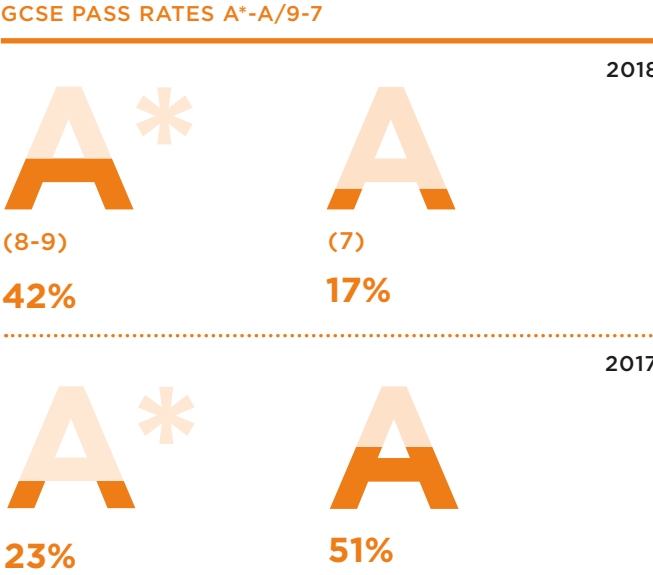 GCSE PASS RATES A*-A/9-7
2018
A* A
(8-9) (7)
42% 17%
2017
A* A
23% 51%